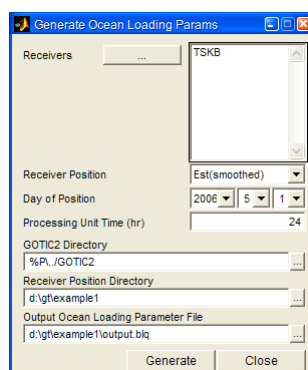 Generate Ocean Loading Params
Receivers ... TSKB
Receiver Position Est(smoothed)
Day of Position 2006 5 1
Processing Unit Time (hr) 24
GOTIC2 Directory
%P\../GOTIC2 ...
Receiver Position Directory
d:\gt\example1 ...
Output Ocean Loading Parameter File
d:\gt\example1\output.blq ...
Generate Close